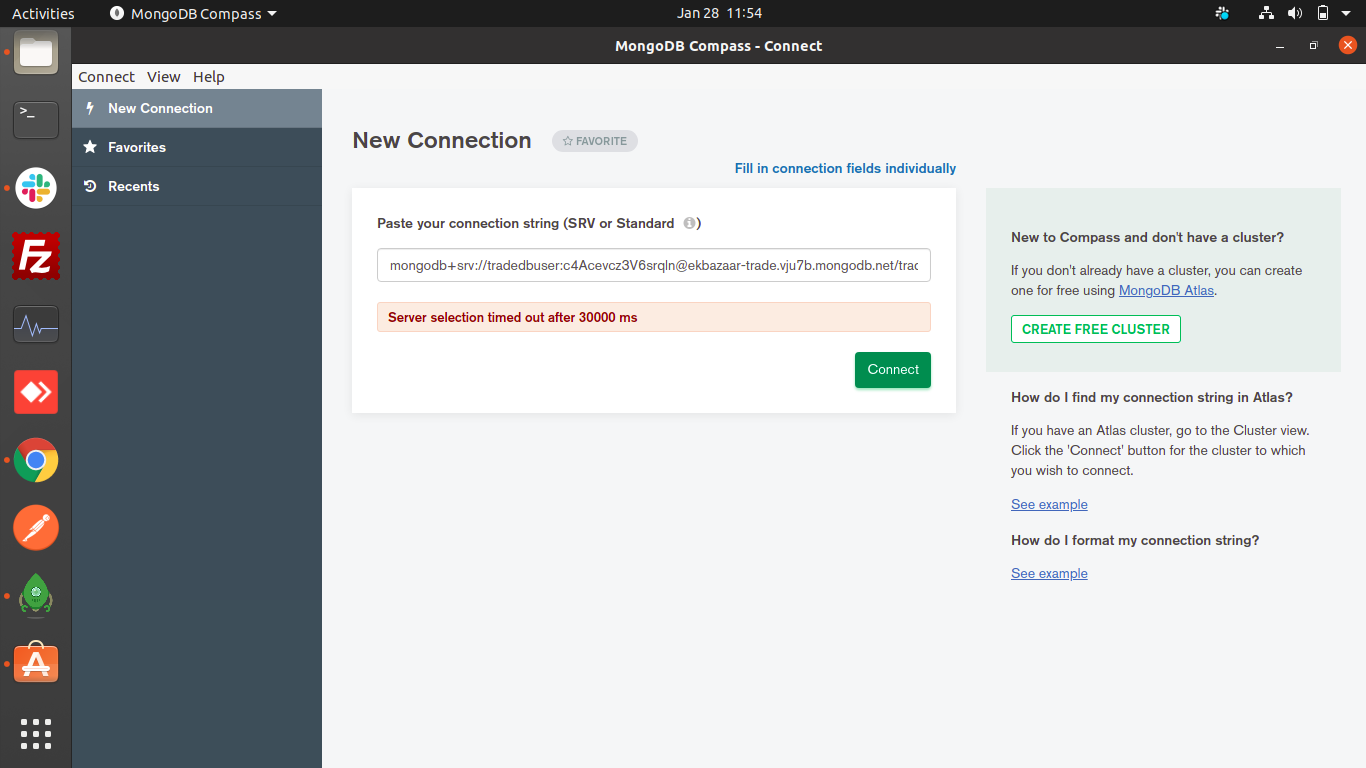 Activities
MongoDB Compass
Jan 28 11:54
MongoDB Compass - Connect
Connect View Help
New Connection
Favorites
Recents
New Connection
FAVORITE
Fill in connection fields individually
Paste your connection string (SRV or Standard )
mongodb+srv://tradedbuser:c4Acevcz3V6srqln@ekbazaar-trade.vju7b.mongodb.net/trad
Server selection timed out after 30000 ms
Connect
New to Compass and don't have a cluster?
If you don't already have a cluster, you can create
one for free using MongoDB Atlas.
CREATE FREE CLUSTER
How do I find my connection string in Atlas?
If you have an Atlas cluster, go to the Cluster view.
Click the 'Connect' button for the cluster to which
you wish to connect.
See example
How do I format my connection string?
See example